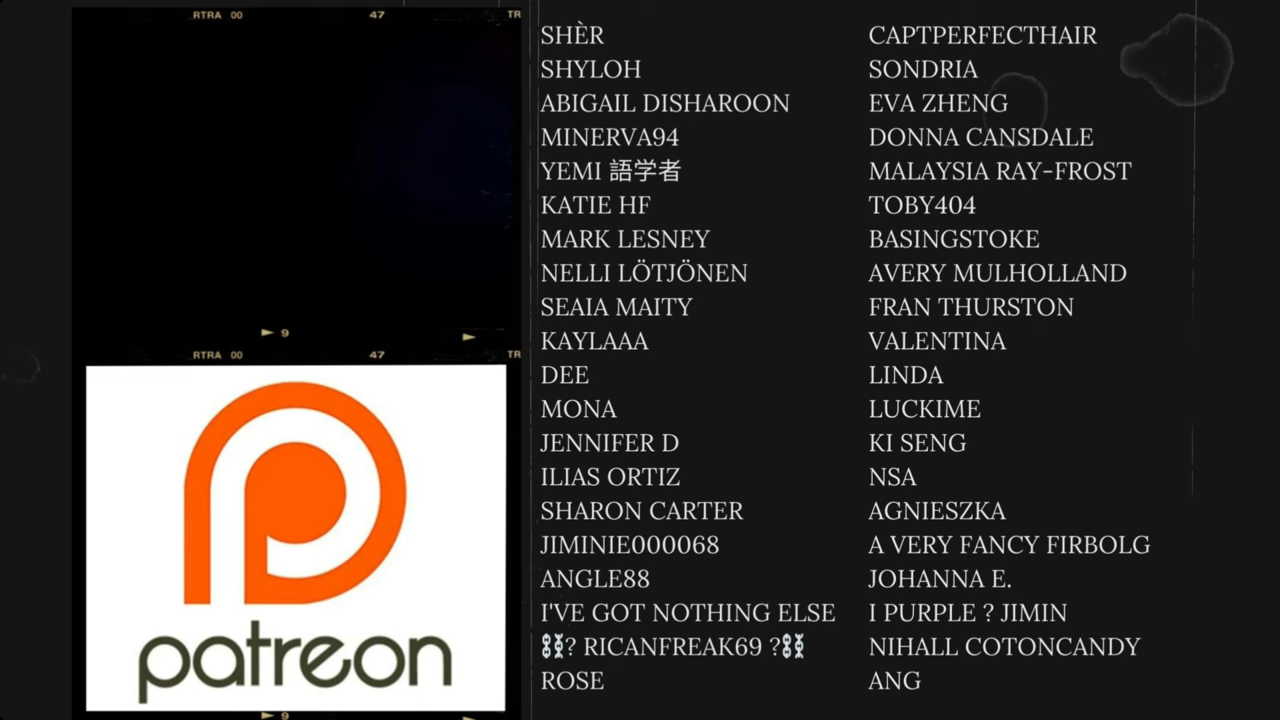 RTRA 00 47 TR
9
RTRA 00 47 TR
patreon
9
SHÈR
SHYLOH
ABIGAIL DISHAROON
MINERVA94
YEMI 語学者
KATIE HF
MARK LESNEY
NELLI LÖTJÖNEN
SEAIA MAITY
KAYLAAA
DEE
MONA
JENNIFER D
ILIAS ORTIZ
SHARON CARTER
JIMINIE000068
ANGLE88
I'VE GOT NOTHING ELSE
⛓? RICANFREAK69 ?⛓
ROSE
CAPTPERFECTHAIR
SONDRIA
EVA ZHENG
DONNA CANSDALE
MALAYSIA RAY-FROST
TOBY404
BASINGSTOKE
AVERY MULHOLLAND
FRAN THURSTON
VALENTINA
LINDA
LUCKIME
KI SENG
NSA
AGNIESZKA
A VERY FANCY FIRBOLG
JOHANNA E.
I PURPLE ? JIMIN
NIHALL COTONCANDY
ANG